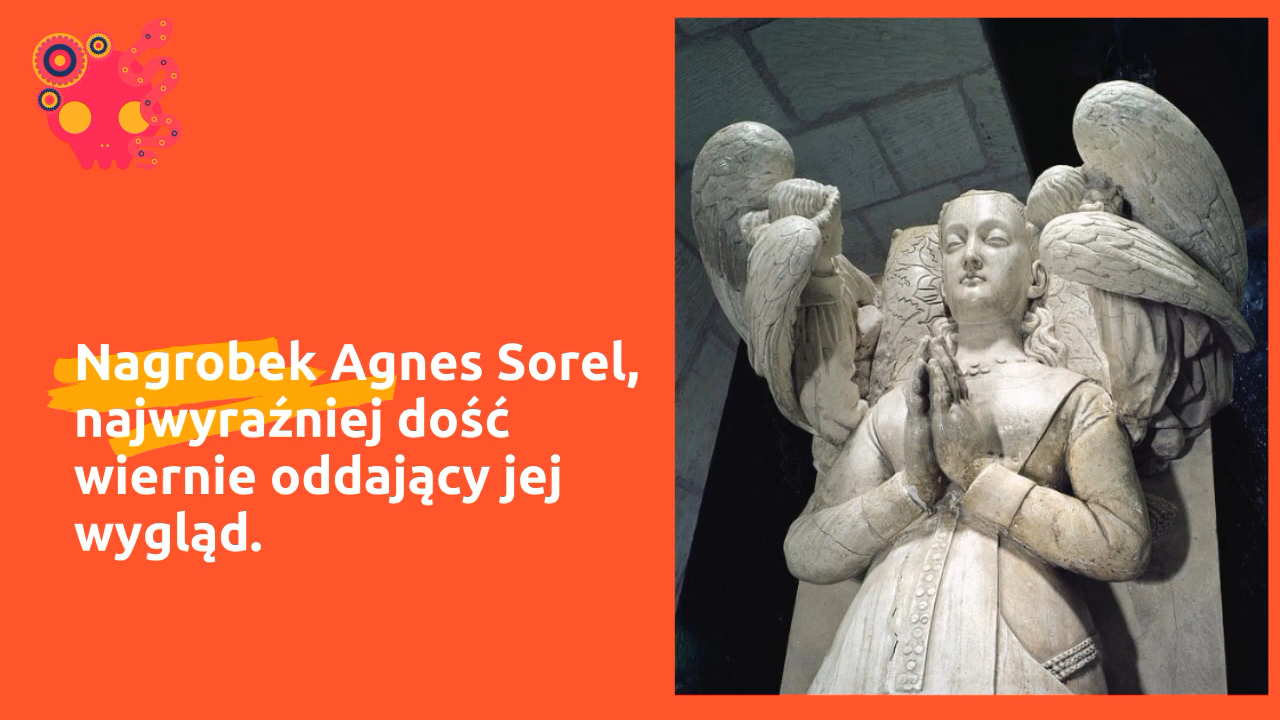 Nagrobek Agnes Sorel,
najwyraźniej dość
wiernie oddający jej
wygląd.